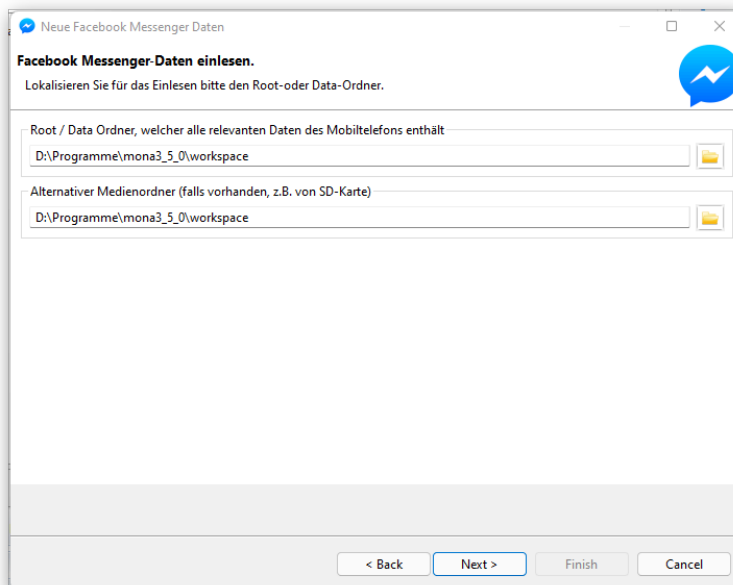 Neue Facebook Messenger Daten
Facebook Messenger-Daten einlesen.
Lokalisieren Sie für das Einlesen bitte den Root-oder Data-Ordner.
Root / Data Ordner, welcher alle relevanten Daten des Mobiltelefons enthält
D:\Programme\mona3_5_0\workspace
Alternativer Medienordner (falls vorhanden, z.B. von SD-Karte)
D:\Programme\mona3_5_0\workspace
< Back
Next >
Finish
Cancel